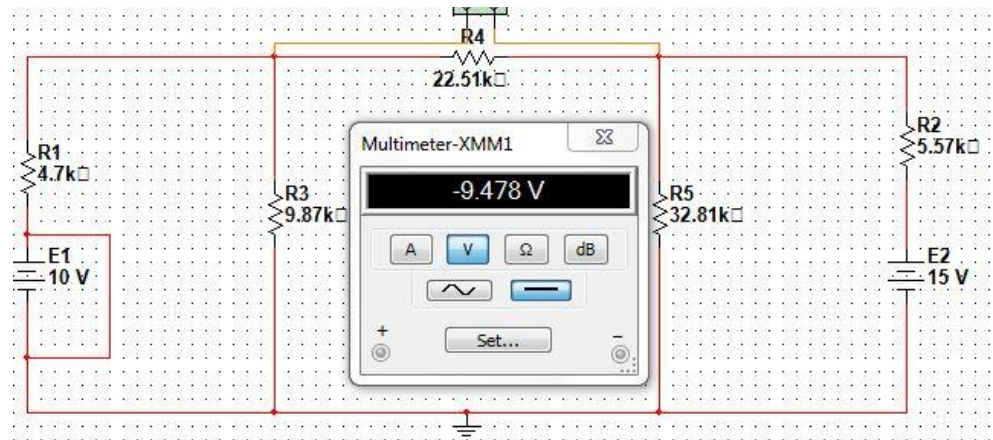 R4
22.51k□
R1
4.7k□
E1
10 V
R3
9.87k□
Multimeter-XMM1
-9.478 V
A
V
Ω
dB
+
Set...
–
R5
32.81k□
R2
5.57k□
E2
15 V